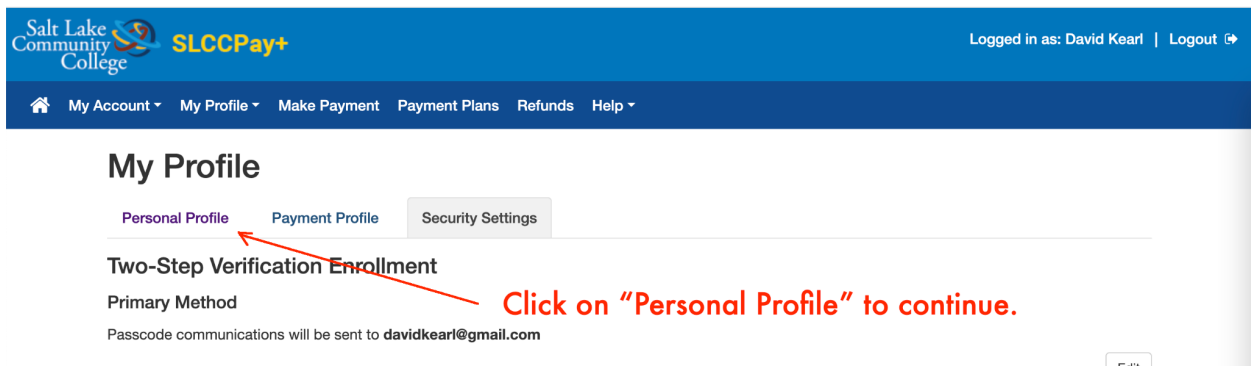 Salt Lake
Community
College
SLCCPay+
Logged in as: David Kearl | Logout
My Account My Profile Make Payment Payment Plans Refunds Help
My Profile
Personal Profile Payment Profile Security Settings
Two-Step Verification Enrollment
Primary Method
Click on “Personal Profile” to continue.
Passcode communications will be sent to davidkearl@gmail.com
Edit